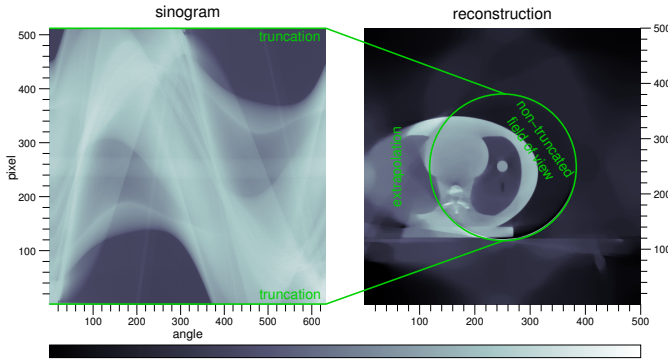 sinogram
reconstruction
truncation
500
400
300
200
100
pixel
truncation
100 200 300 400 500 600
angle
extrapolation
non-truncated
field of view
500
400
300
200
100
100 200 300 400 500